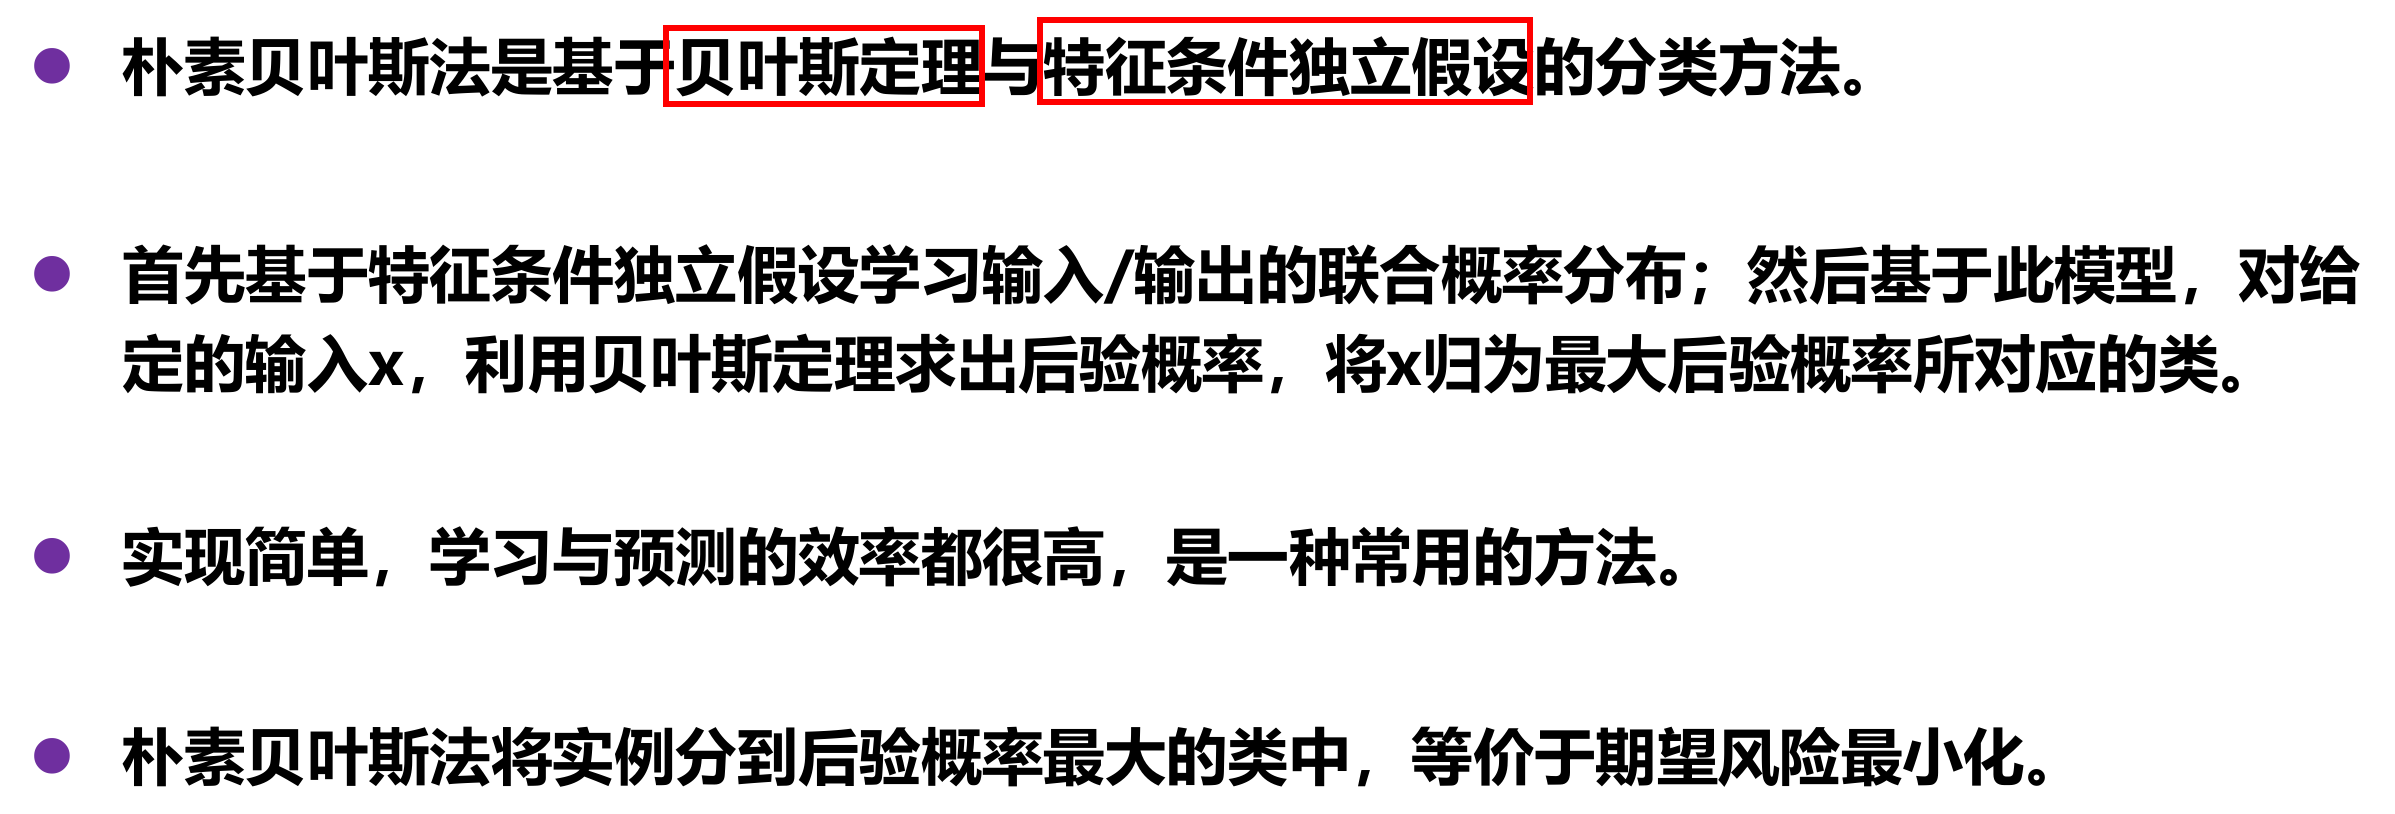 ● 朴素贝叶斯法是基于贝叶斯定理与特征条件独立假设的分类方法。
● 首先基于特征条件独立假设学习输入/输出的联合概率分布；然后基于此模型，对给
定的输入x，利用贝叶斯定理求出后验概率，将x归为最大后验概率所对应的类。
● 实现简单，学习与预测的效率都很高，是一种常用的方法。
● 朴素贝叶斯法将实例分到后验概率最大的类中，等价于期望风险最小化。